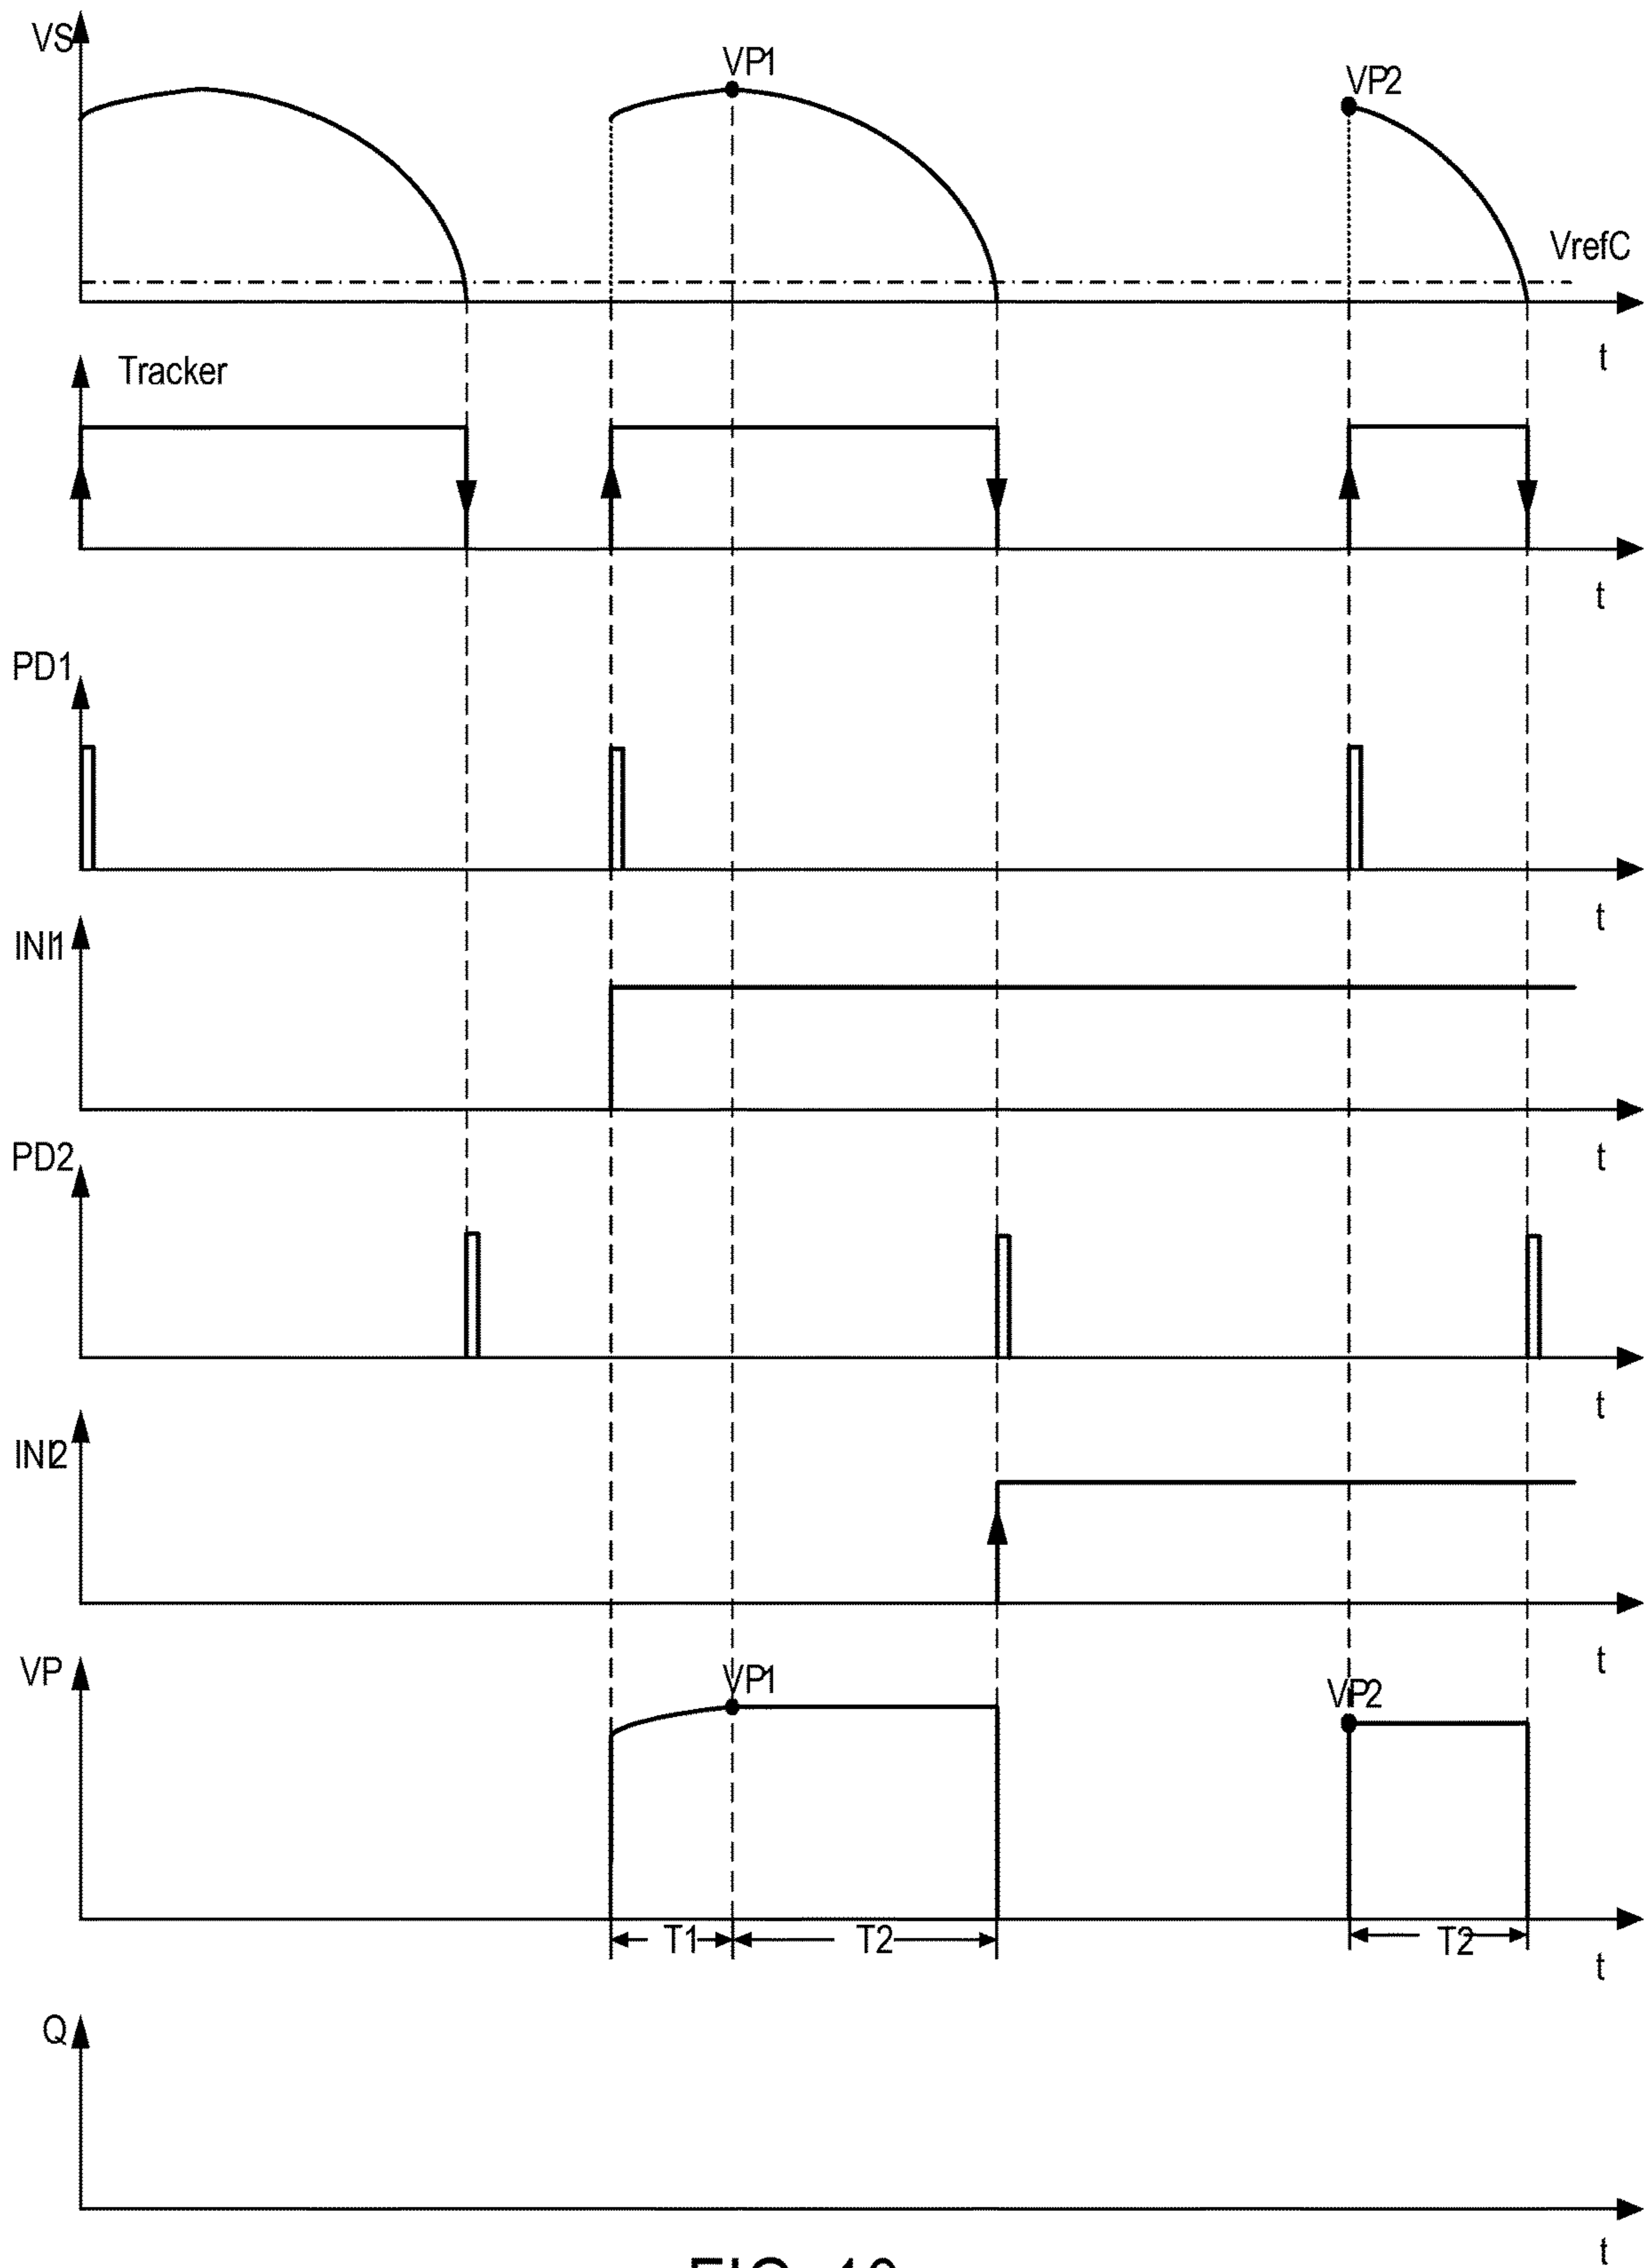 VS
VP1
VP2
VrefC
t
Tracker
t
PD1
t
INI1
t
PD2
t
INI2
t
VP
VP1
VP2
T1
T2
T2
t
Q
t